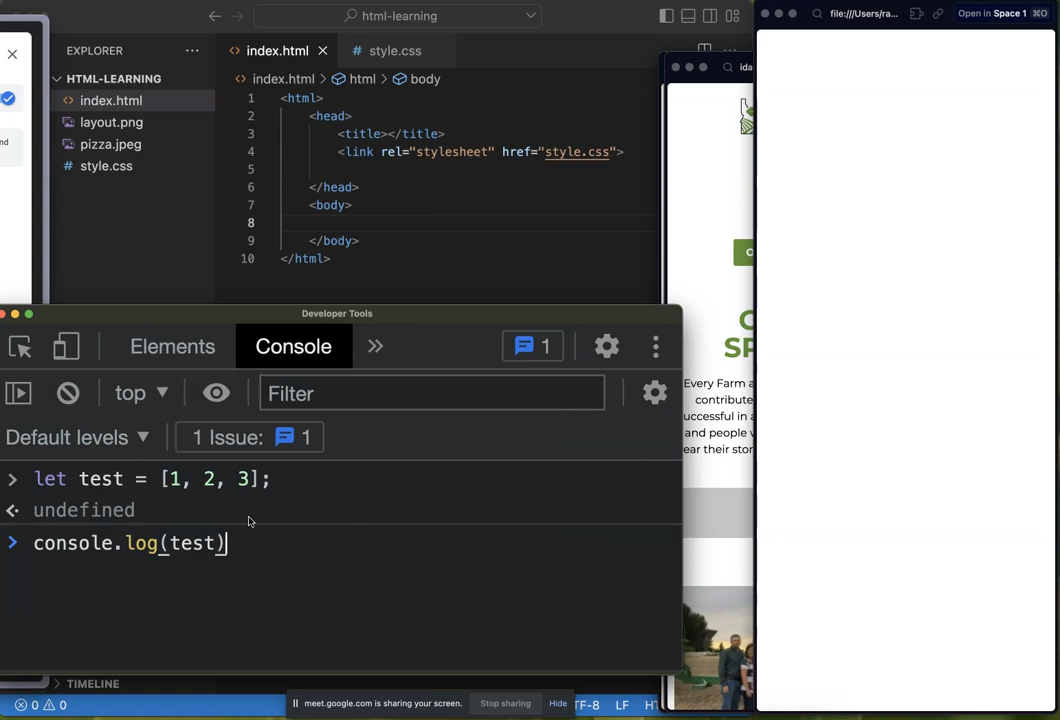 html-learning
EXPLORER
index.html
style.css
HTML-LEARNING
index.html
layout.png
pizza.jpeg
style.css
nd
index.html > html > body
1 <html>
2 <head>
3 <title></title>
4 <link rel="stylesheet" href="style.css">
5
6 </head>
7 <body>
8
9 </body>
10 </html>
file:///Users/ra...
Open in Space 1 ⌘O
ida
Every Farm a
contribute
uccessful in a
and people w
ear their stor
Developer Tools
Elements
Console
1
top
Filter
Default levels
1 Issue: 1
let test = [1, 2, 3];
undefined
console.log(test)
TIMELINE
0 0
meet.google.com is sharing your screen.
Stop sharing
Hide
TF-8
LF